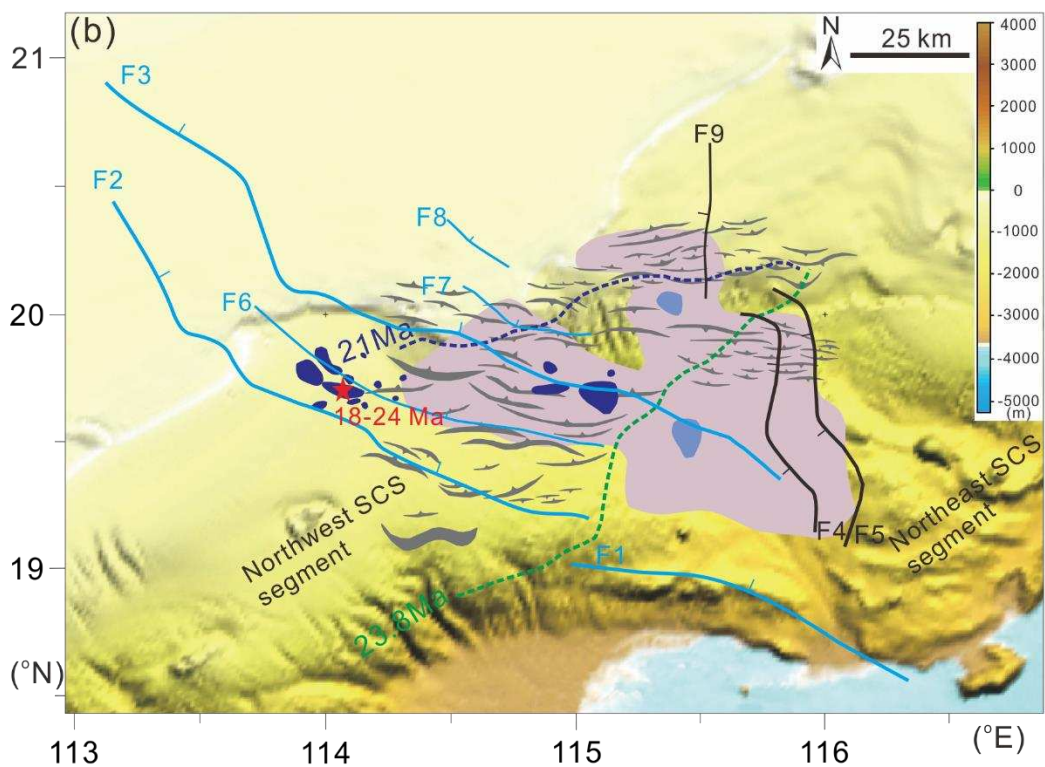 (b)
N
25 km
21
20
19
(°N)
113
114
115
116
(°E)
F3
F2
F9
F8
F7
F6
21Ma
18-24 Ma
F4
F5
F1
23.8Ma
Northwest SCS
segment
Northeast SCS
segment
4000
3000
2000
1000
0
-1000
-2000
-3000
-4000
-5000
(m)